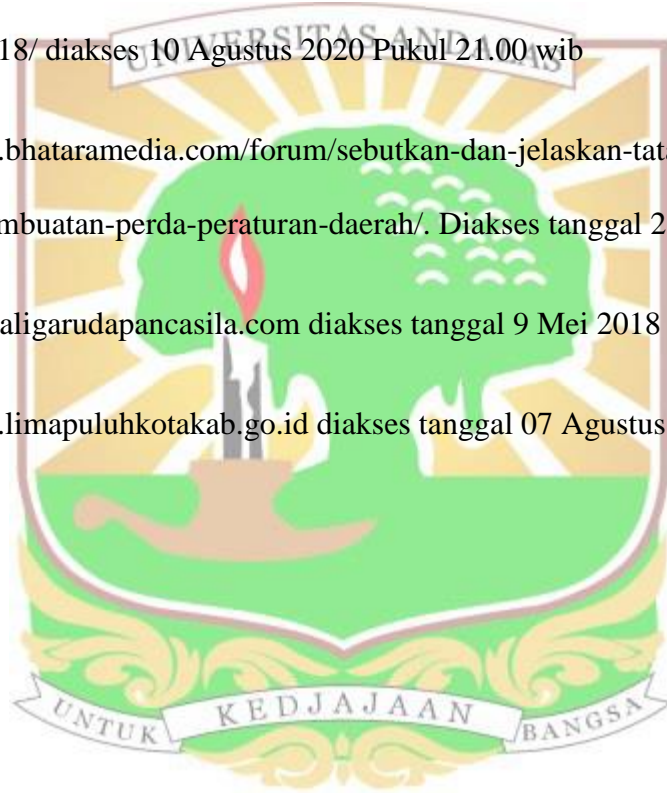 18/ diakses 10 Agustus 2020 Pukul 21.00 wib
UNIVERSITAS ANDALAS
.bhataramedia.com/forum/sebutkan-dan-jelaskan-tata
mbuatan-perda-peraturan-daerah/. Diakses tanggal 2
aligarudapancasila.com diakses tanggal 9 Mei 2018
.limapuluhkotakab.go.id diakses tanggal 07 Agustus
UNTUK KEDJAJAAN BANGSA